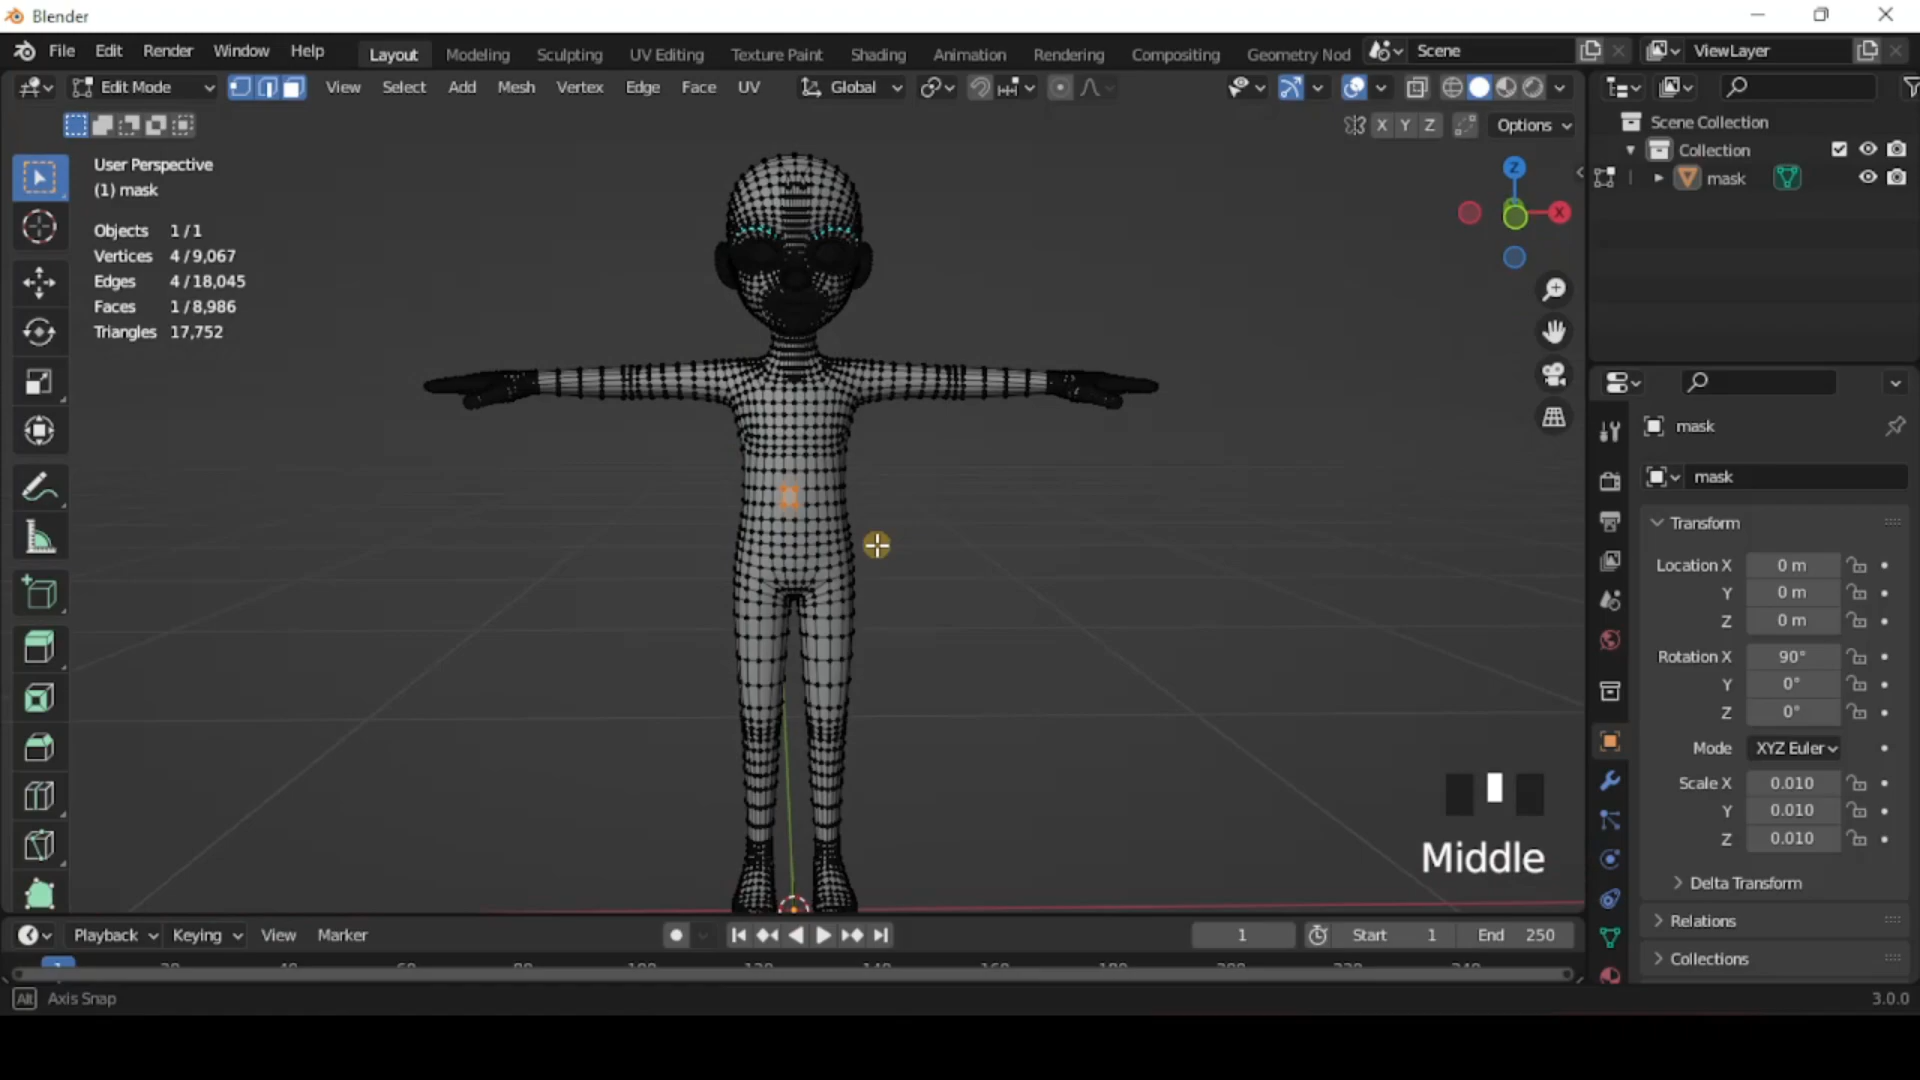 Blender
File Edit Render Window Help Layout Modeling Sculpting UV Editing Texture Paint Shading Animation Rendering Compositing Geometry Nod Scene ViewLayer
Edit Mode View Select Add Mesh Vertex Edge Face UV Global
X Y Z Options
Scene Collection
Collection
mask
User Perspective
(1) mask
Objects 1/1
Vertices 4/9,067
Edges 4/18,045
Faces 1/8,986
Triangles 17,752
Z
X
mask
mask
Transform
Location X 0 m
Y 0 m
Z 0 m
Rotation X 90°
Y 0°
Z 0°
Mode XYZ Euler
Scale X 0.010
Y 0.010
Z 0.010
Delta Transform
Relations
Collections
Middle
Playback Keying View Marker 1 Start 1 End 250
1
Alt Axis Snap 3.0.0